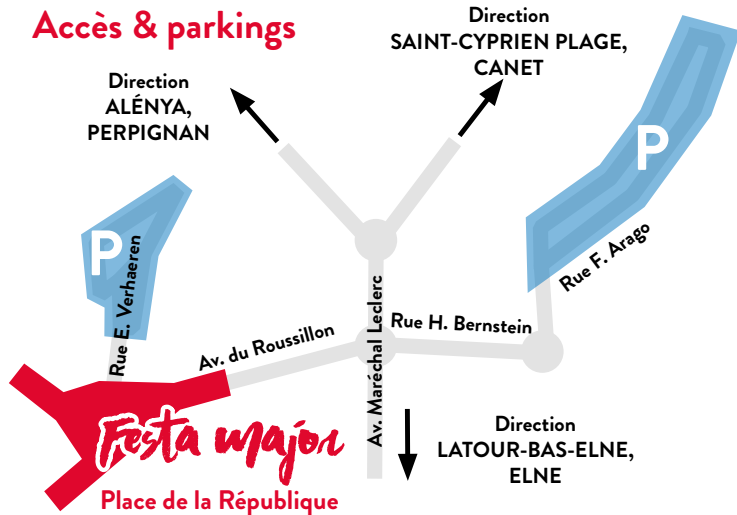 Accès & parkings
Direction
SAINT-CYPRIEN PLAGE,
CANET
Direction
ALÉNYA,
PERPIGNAN
P
P
Rue E. Verhaeren
Rue F. Arago
Av. Maréchal Leclerc
Rue H. Bernstein
Av. du Roussillon
Festa major
Place de la République
Direction
LATOUR-BAS-ELNE,
ELNE